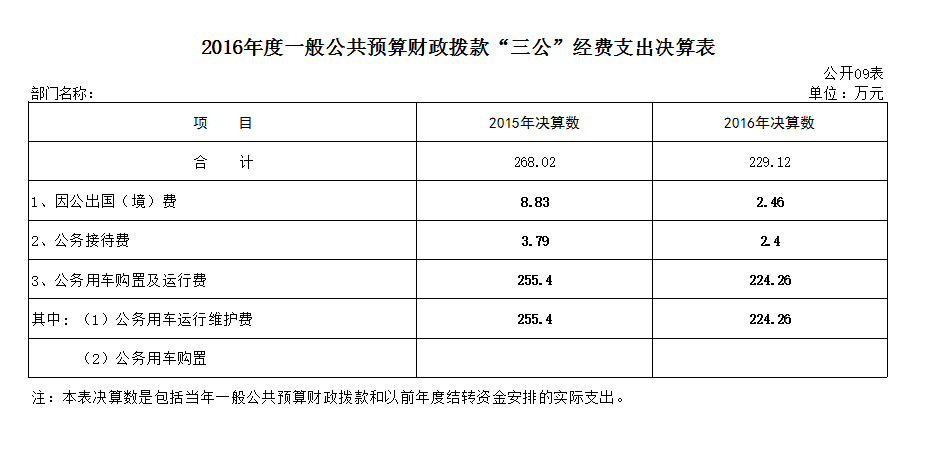 2016年度一般公共预算财政拨款“三公”经费支出决算表
公开09表
部门名称： 单位：万元
项 目 2015年决算数 2016年决算数
合 计 268.02 229.12
1、因公出国（境）费 8.83 2.46
2、公务接待费 3.79 2.4
3、公务用车购置及运行费 255.4 224.26
其中：（1）公务用车运行维护费 255.4 224.26
（2）公务用车购置
注：本表决算数是包括当年一般公共预算财政拨款和以前年度结转资金安排的实际支出。